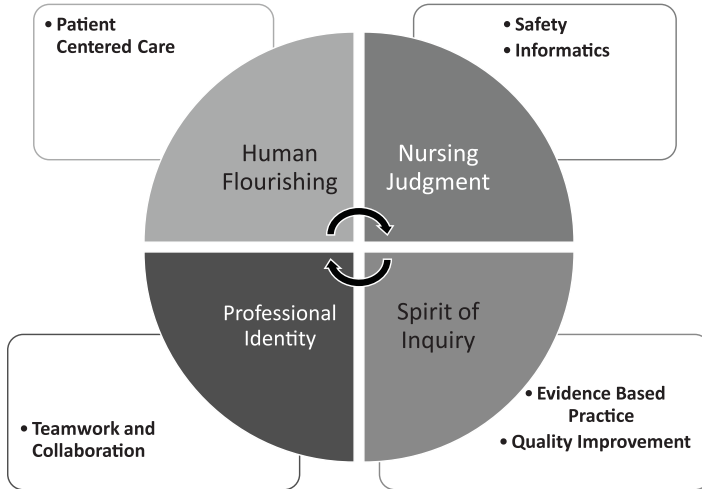 • Patient
Centered Care
• Safety
• Informatics
Human
Flourishing
Nursing
Judgment
Professional
Identity
Spirit of
Inquiry
• Teamwork and
Collaboration
• Evidence Based
Practice
• Quality Improvement